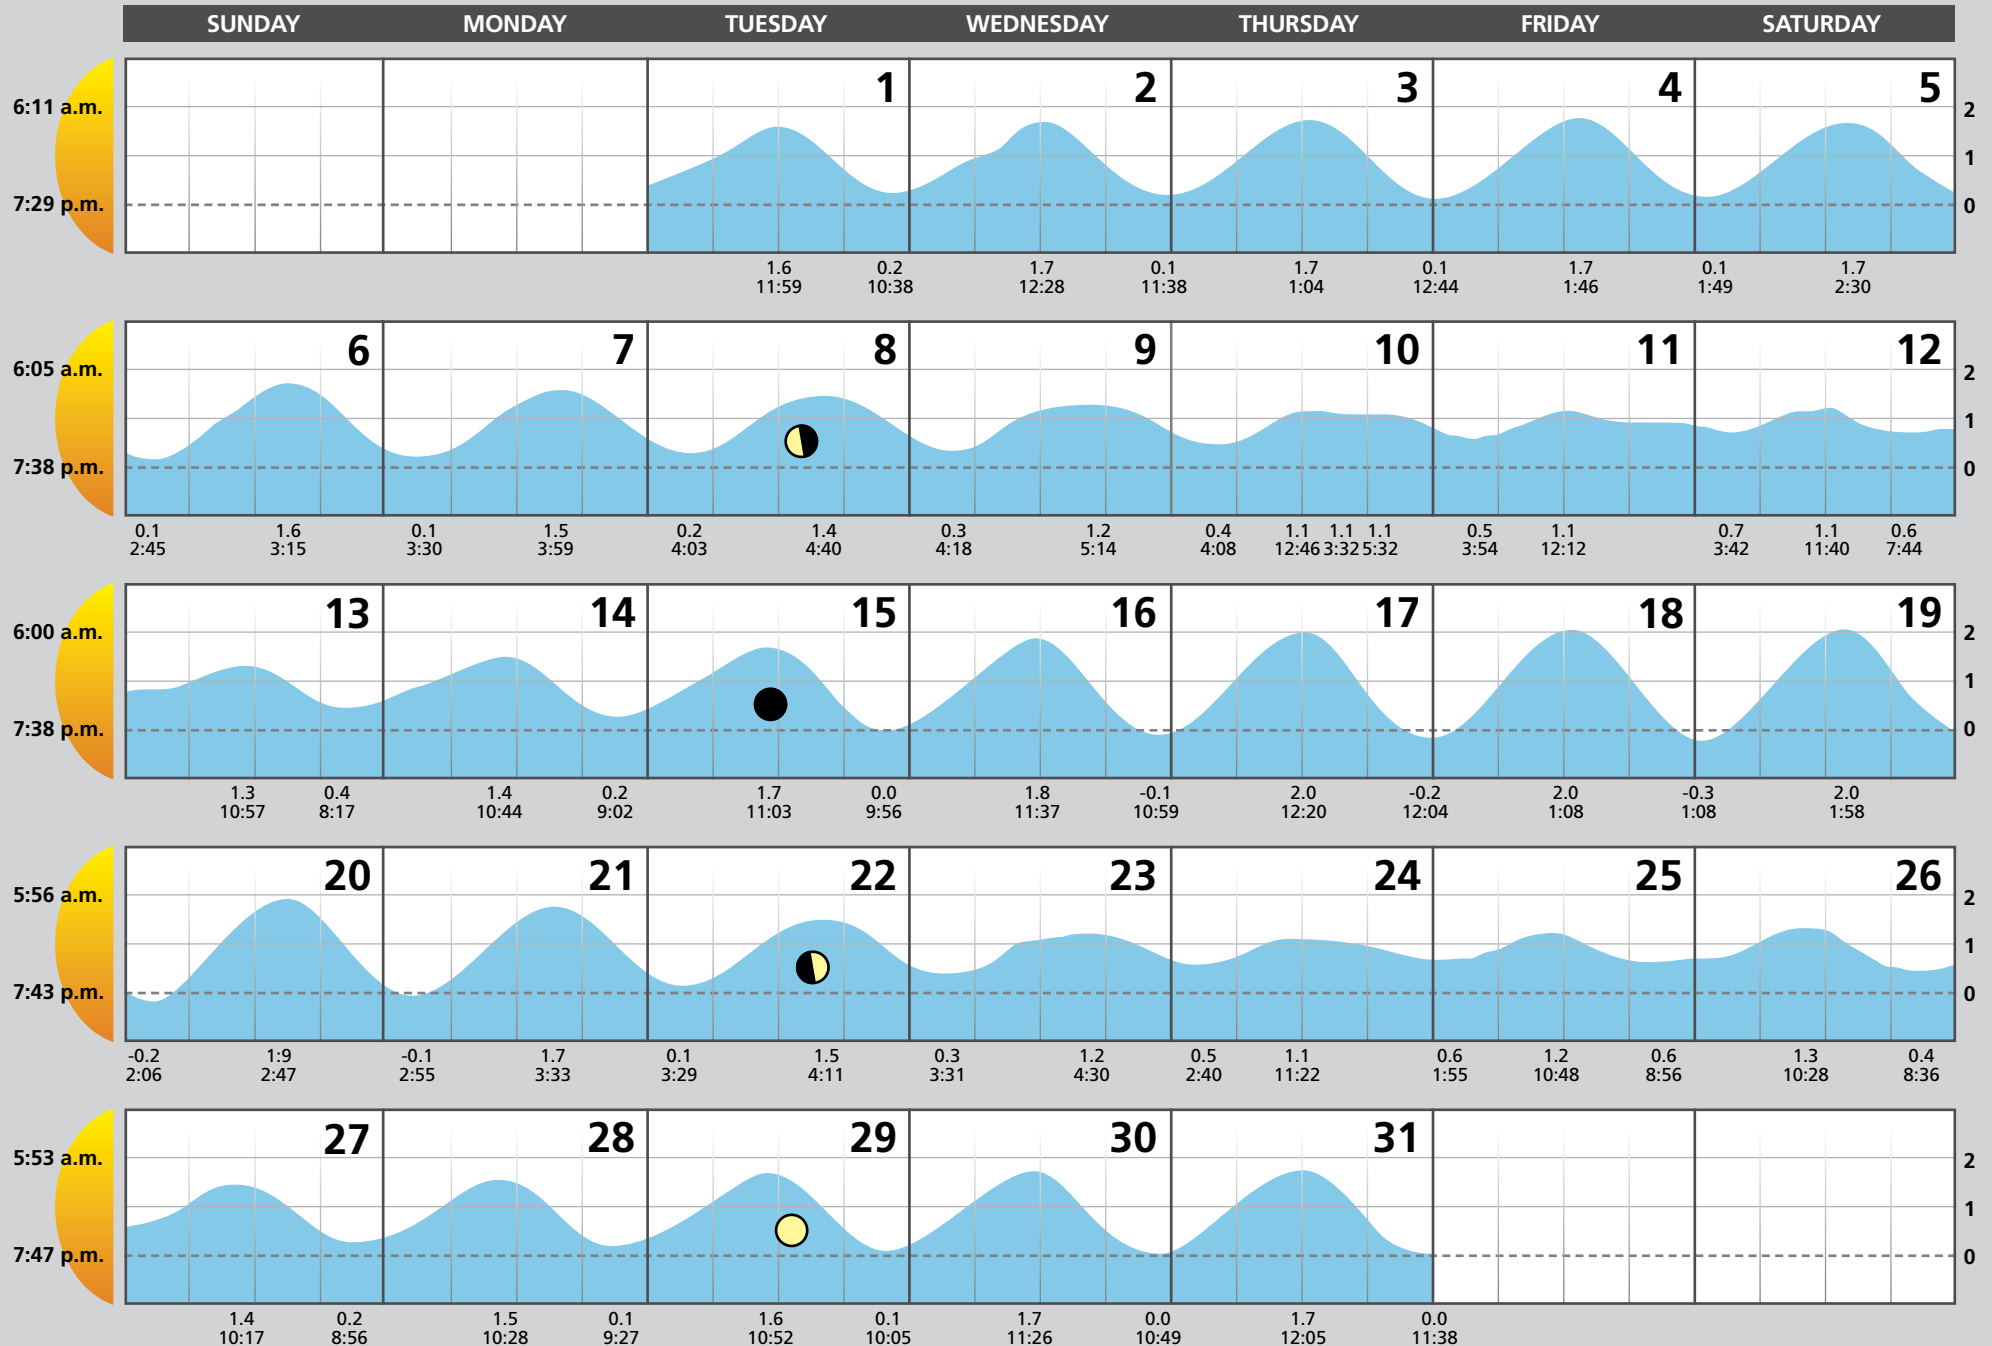 SUNDAY MONDAY TUESDAY WEDNESDAY THURSDAY FRIDAY SATURDAY
1 2 3 4 5
6:11 a.m. 2
1
7:29 p.m. 0
1.6 0.2 1.7 0.1 1.7 0.1 1.7 0.1 1.7
11:59 10:38 12:28 11:38 1:04 12:44 1:46 1:49 2:30
6 7 8 9 10 11 12
6:05 a.m. 2
1
7:38 p.m. 0
0.1 1.6 0.1 1.5 0.2 1.4 0.3 1.2 0.4 1.1 1.1 1.1 0.5 1.1 0.7 1.1 0.6
2:45 3:15 3:30 3:59 4:03 4:40 4:18 5:14 4:08 12:46 3:32 5:32 3:54 12:12 3:42 11:40 7:44
13 14 15 16 17 18 19
6:00 a.m. 2
1
7:38 p.m. 0
1.3 0.4 1.4 0.2 1.7 0.0 1.8 -0.1 2.0 -0.2 2.0 -0.3 2.0
10:57 8:17 10:44 9:02 11:03 9:56 11:37 10:59 12:20 12:04 1:08 1:08 1:58
20 21 22 23 24 25 26
5:56 a.m. 2
1
7:43 p.m. 0
-0.2 1:9 -0.1 1.7 0.1 1.5 0.3 1.2 0.5 1.1 0.6 1.2 0.6 1.3 0.4
2:06 2:47 2:55 3:33 3:29 4:11 3:31 4:30 2:40 11:22 1:55 10:48 8:56 10:28 8:36
27 28 29 30 31
5:53 a.m. 2
1
7:47 p.m. 0
1.4 0.2 1.5 0.1 1.6 0.1 1.7 0.0 1.7 0.0
10:17 8:56 10:28 9:27 10:52 10:05 11:26 10:49 12:05 11:38